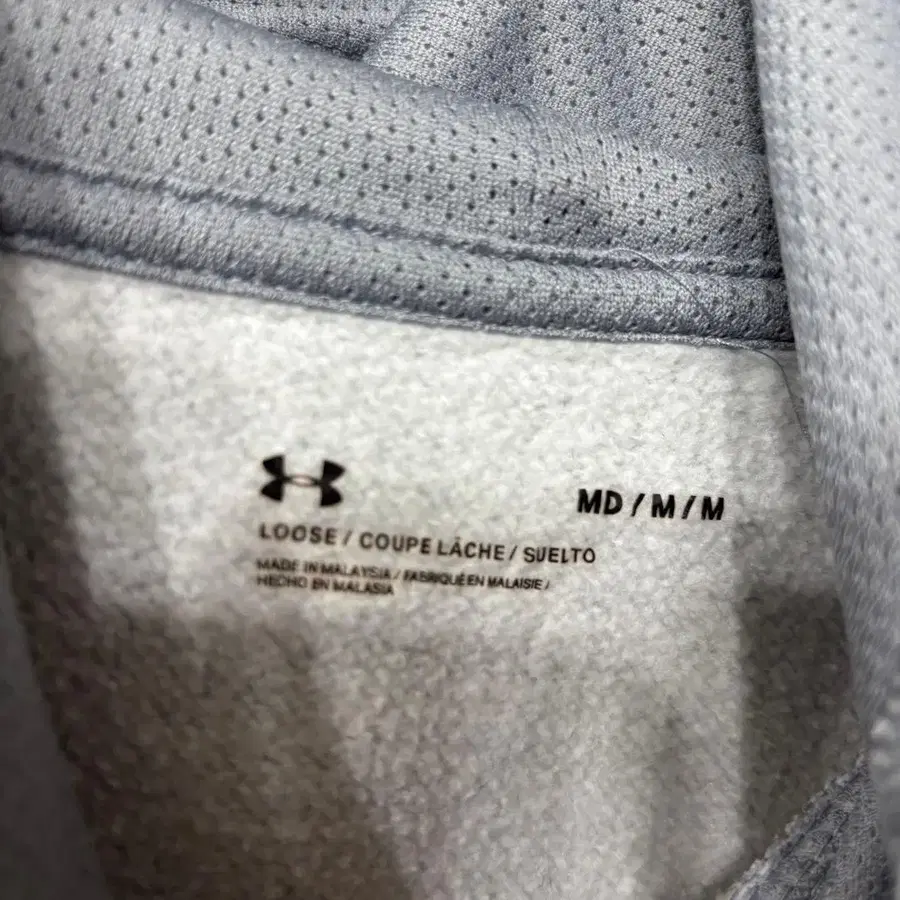 MD / M / M
LOOSE / COUPE LÂCHE / SUELTO
MADE IN MALAYSIA / FABRIQUÉ EN MALAISIE /
HECHO EN MALASIA